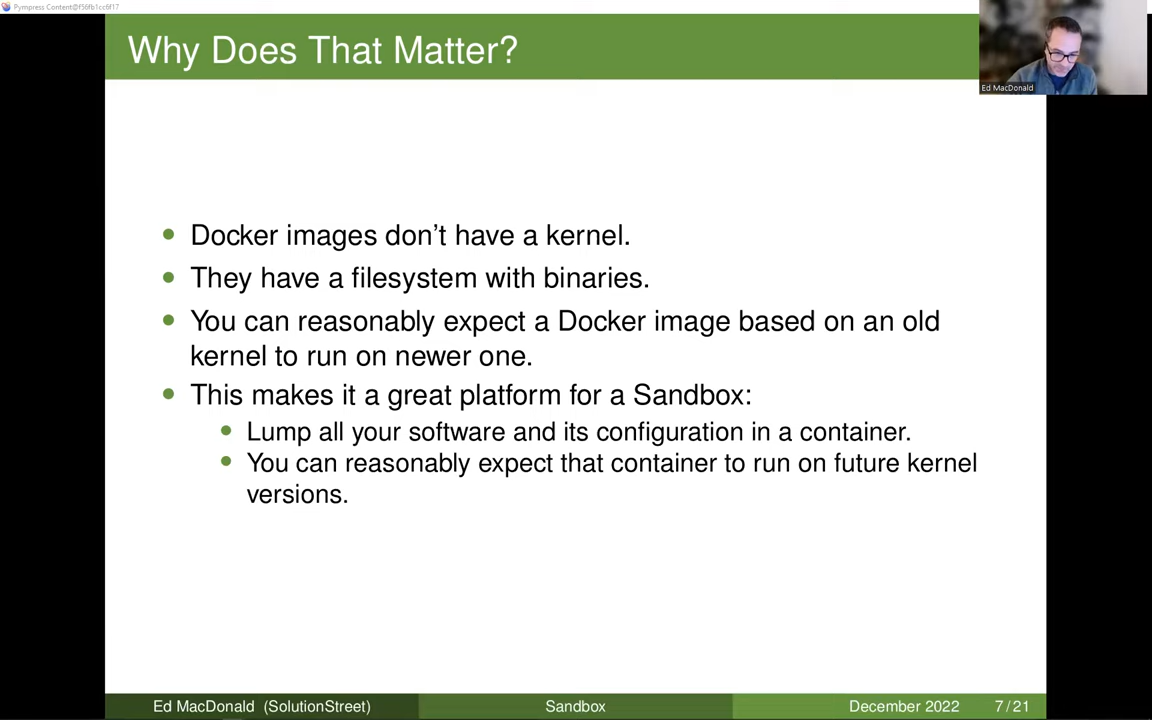 Pympress Content@f56fb1cc6f17
Why Does That Matter?
Ed MacDonald
Docker images don't have a kernel.
They have a filesystem with binaries.
You can reasonably expect a Docker image based on an old
kernel to run on newer one.
This makes it a great platform for a Sandbox:
Lump all your software and its configuration in a container.
You can reasonably expect that container to run on future kernel
versions.
Ed MacDonald (SolutionStreet)
Sandbox
December 2022
7 / 21